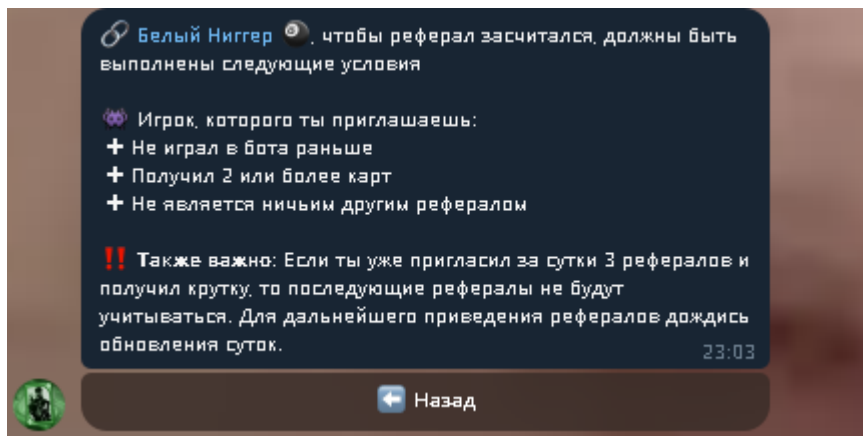 🔗 Белый Ниггер 🎱, чтобы реферал засчитался, должны быть
выполнены следующие условия
👾 Игрок, которого ты приглашаешь:
➕ Не играл в бота раньше
➕ Получил 2 или более карт
➕ Не является ничьим другим рефералом
‼️ Также важно: Если ты уже пригласил за сутки 3 рефералов и
получил крутку, то последующие рефералы не будут
учитываться. Для дальнейшего приведения рефералов дождись
обновления суток.
23:03
⬅️ Назад